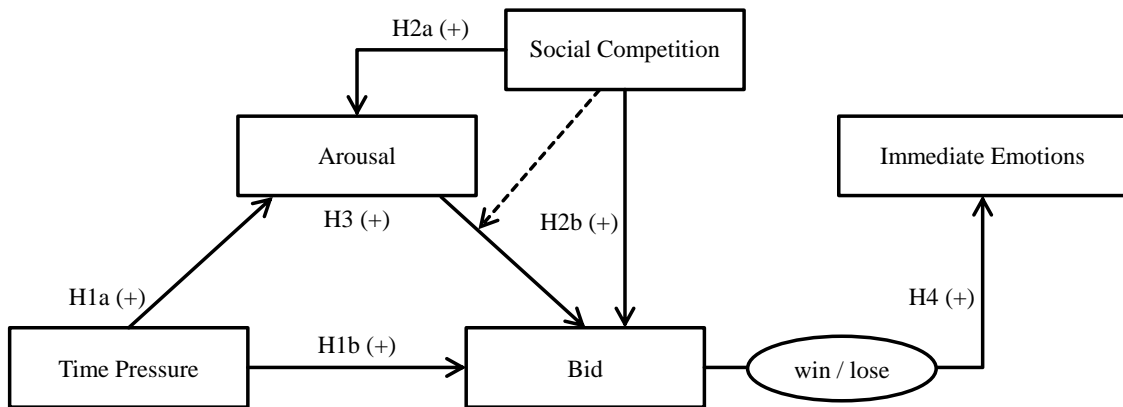 H2a (+)
Social Competition
Arousal
Immediate Emotions
H3 (+)
H2b (+)
H1a (+)
H4 (+)
Time Pressure
H1b (+)
Bid
win / lose